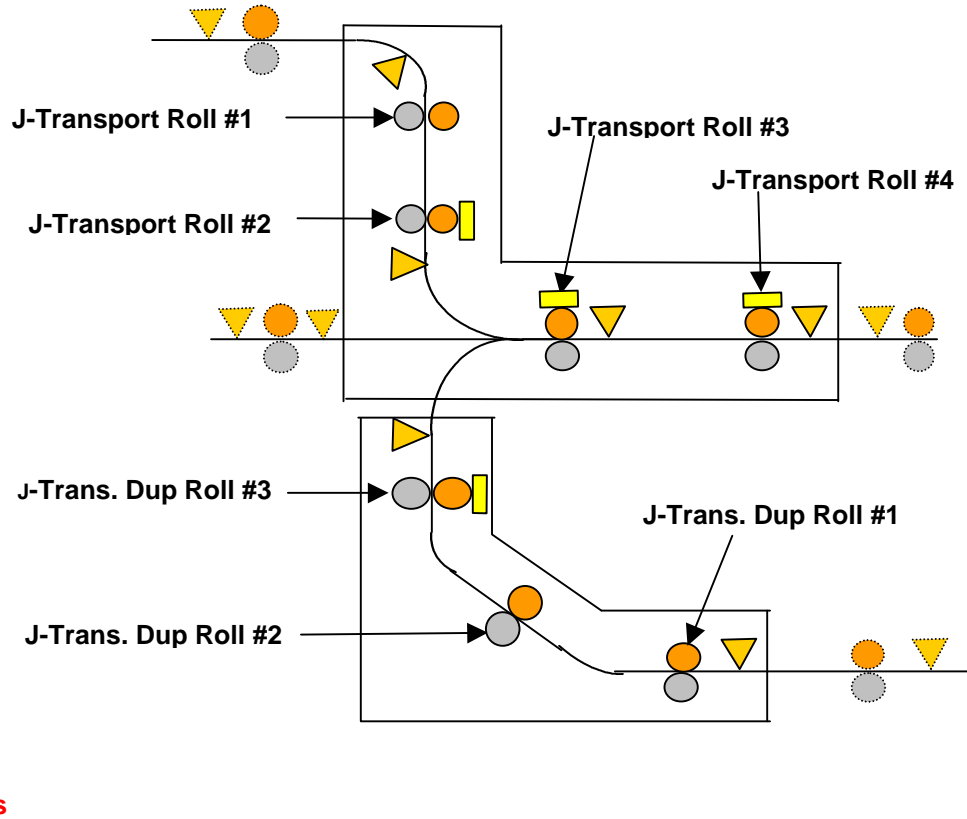 J-Transport Roll #1
J-Transport Roll #3
J-Transport Roll #4
J-Transport Roll #2
J-Trans. Dup Roll #3
J-Trans. Dup Roll #1
J-Trans. Dup Roll #2
s